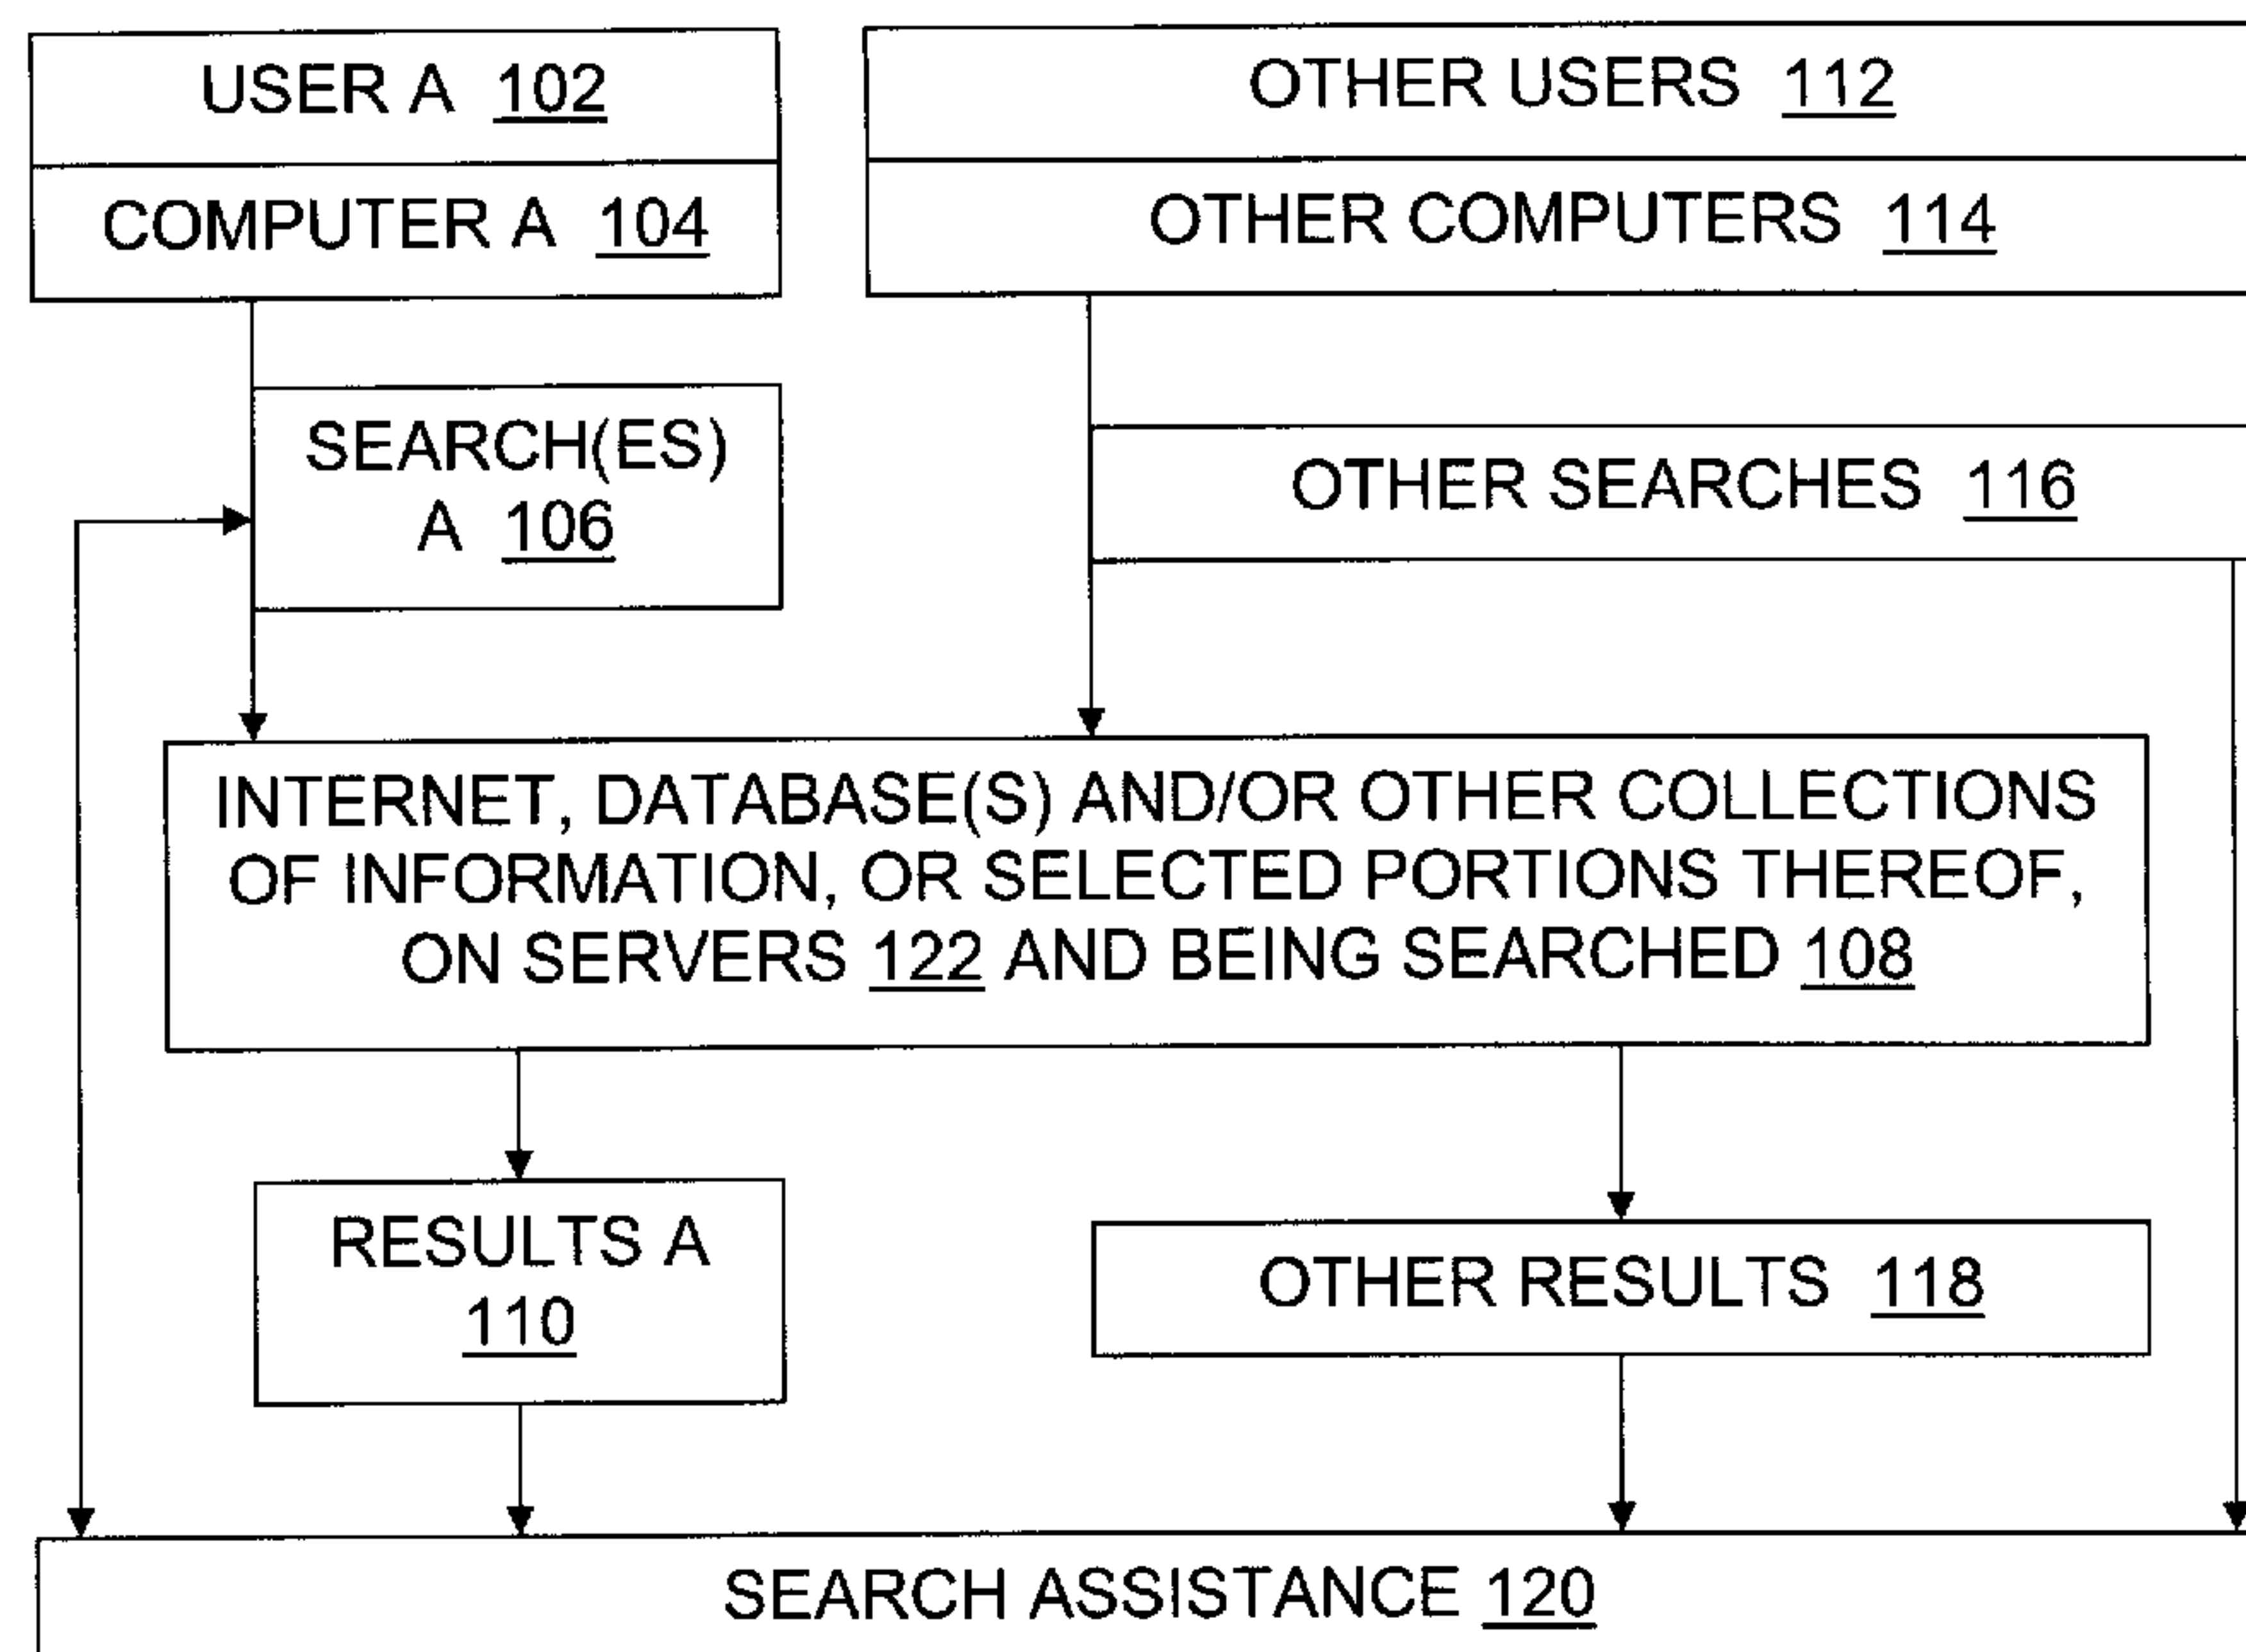 USER A 102
OTHER USERS 112
COMPUTER A 104
OTHER COMPUTERS 114
SEARCH(ES)
A 106
OTHER SEARCHES 116
INTERNET, DATABASE(S) AND/OR OTHER COLLECTIONS
OF INFORMATION, OR SELECTED PORTIONS THEREOF,
ON SERVERS 122 AND BEING SEARCHED 108
RESULTS A
110
OTHER RESULTS 118
SEARCH ASSISTANCE 120